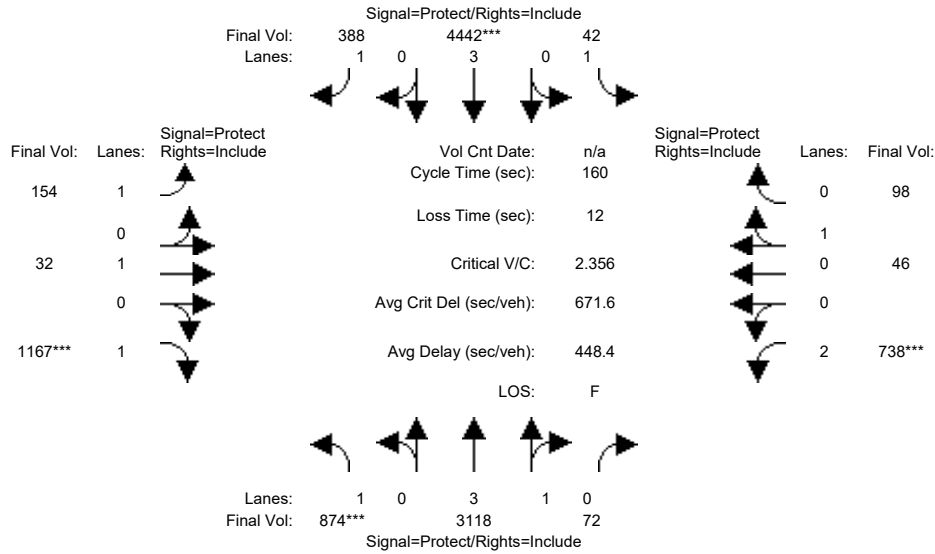 Signal=Protect/Rights=Include
Final Vol: 388 4442*** 42
Lanes: 1 0 3 0 1
Signal=Protect
Final Vol: Lanes: Rights=Include
Vol Cnt Date: n/a
Signal=Protect
Rights=Include Lanes: Final Vol:
Cycle Time (sec): 160
154 1
0 98
Loss Time (sec): 12
0
1
32 1
Critical V/C: 2.356
0 46
0
Avg Crit Del (sec/veh): 671.6
0
1167*** 1
Avg Delay (sec/veh): 448.4
2 738***
LOS: F
Lanes: 1 0 3 1 0
Final Vol: 874*** 3118 72
Signal=Protect/Rights=Include